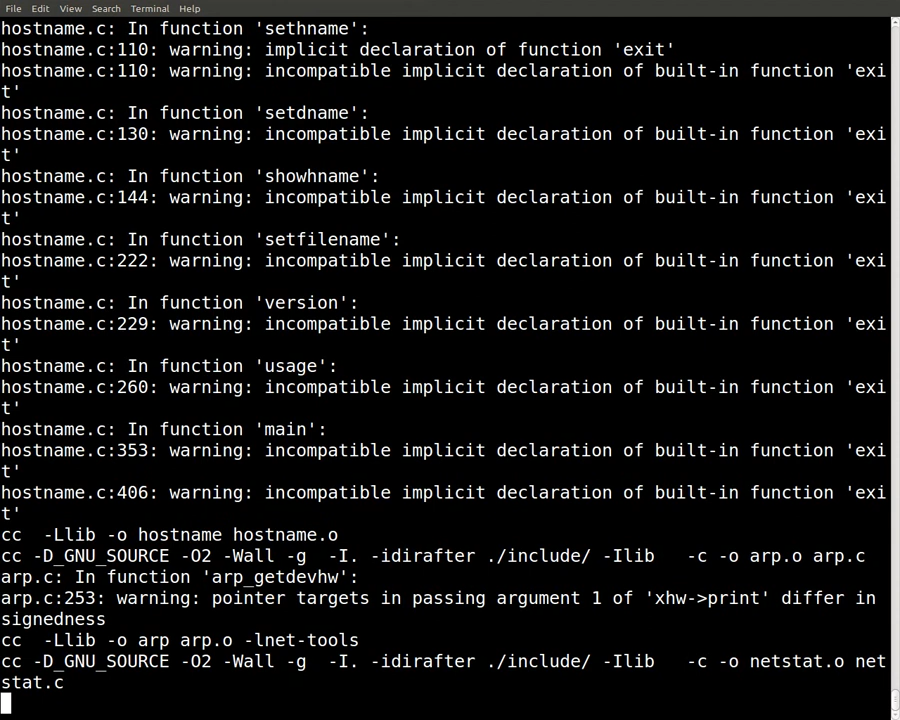 File Edit View Search Terminal Help
hostname.c: In function 'sethname':
hostname.c:110: warning: implicit declaration of function 'exit'
hostname.c:110: warning: incompatible implicit declaration of built-in function 'exi
t'
hostname.c: In function 'setdname':
hostname.c:130: warning: incompatible implicit declaration of built-in function 'exi
t'
hostname.c: In function 'showhname':
hostname.c:144: warning: incompatible implicit declaration of built-in function 'exi
t'
hostname.c: In function 'setfilename':
hostname.c:222: warning: incompatible implicit declaration of built-in function 'exi
t'
hostname.c: In function 'version':
hostname.c:229: warning: incompatible implicit declaration of built-in function 'exi
t'
hostname.c: In function 'usage':
hostname.c:260: warning: incompatible implicit declaration of built-in function 'exi
t'
hostname.c: In function 'main':
hostname.c:353: warning: incompatible implicit declaration of built-in function 'exi
t'
hostname.c:406: warning: incompatible implicit declaration of built-in function 'exi
t'
cc  -Llib -o hostname hostname.o
cc -D_GNU_SOURCE -O2 -Wall -g  -I. -idirafter ./include/ -Ilib   -c -o arp.o arp.c
arp.c: In function 'arp_getdevhw':
arp.c:253: warning: pointer targets in passing argument 1 of 'xhw->print' differ in
signedness
cc  -Llib -o arp arp.o -lnet-tools
cc -D_GNU_SOURCE -O2 -Wall -g  -I. -idirafter ./include/ -Ilib   -c -o netstat.o net
stat.c